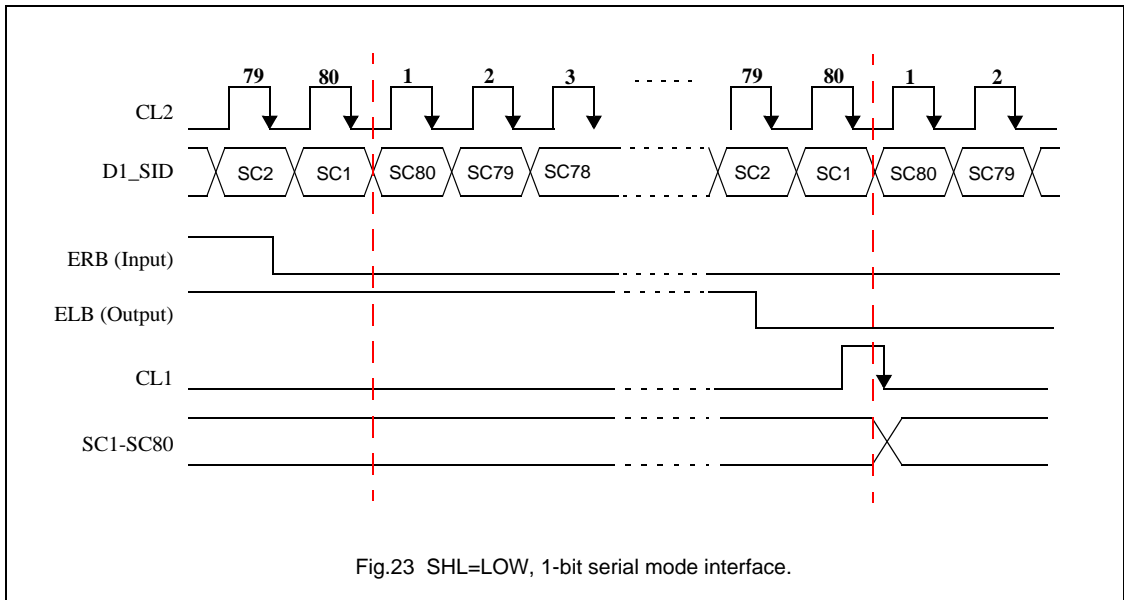 79 80 1 2 3 79 80 1 2
CL2
D1_SID SC2 SC1 SC80 SC79 SC78 SC2 SC1 SC80 SC79
ERB (Input)
ELB (Output)
CL1
SC1-SC80
Fig.23 SHL=LOW, 1-bit serial mode interface.